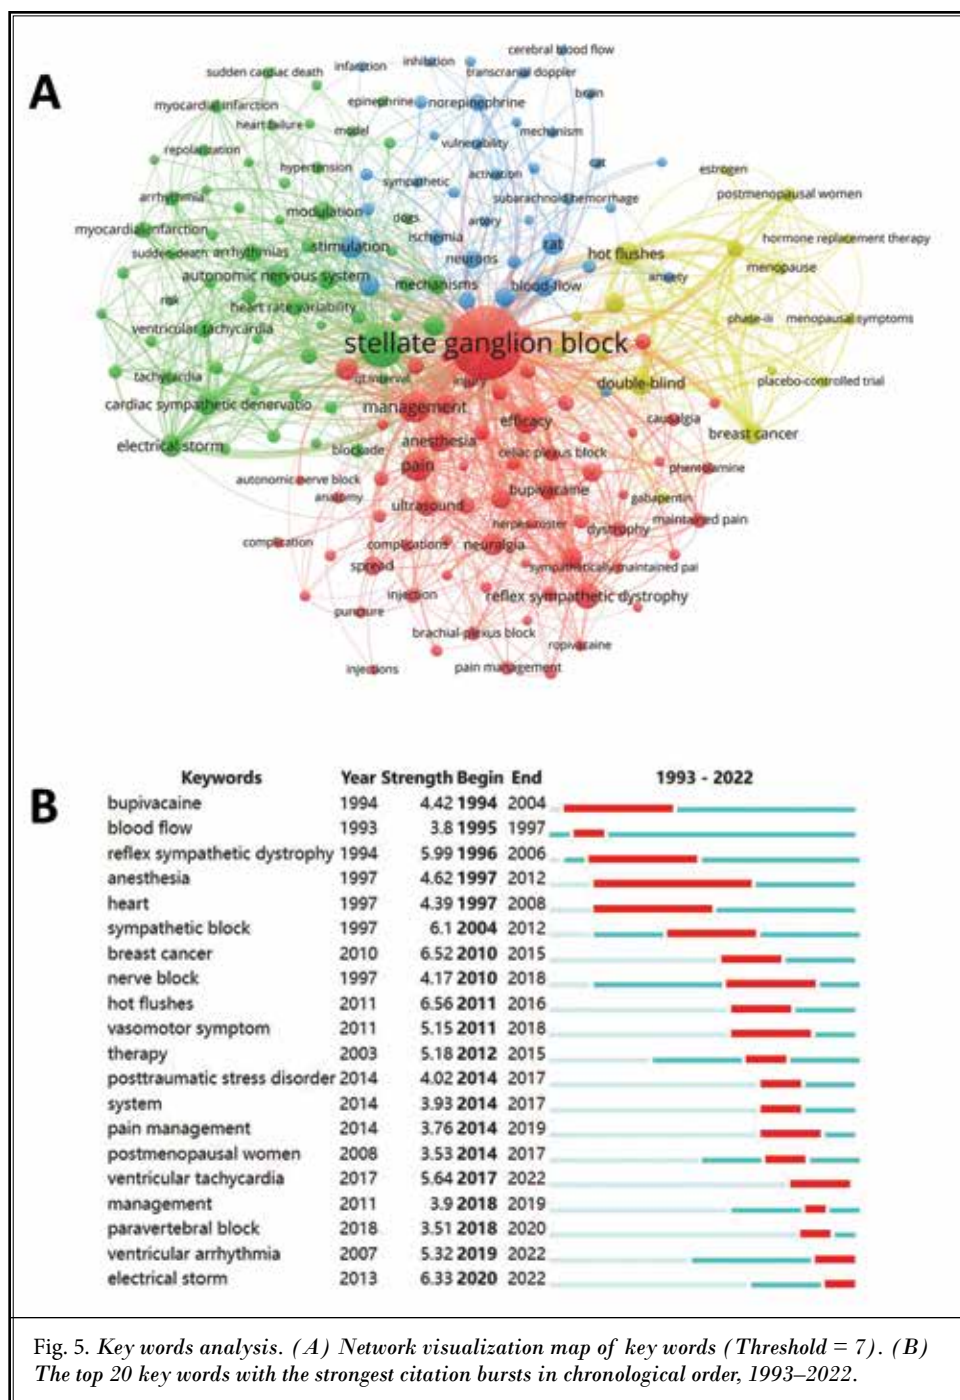 A
cerebral blood flow
sudden cardiac death
infarction
inhibition
transcranial doppler
brain
myocardial infarction
epinephrine
norepinephrine
heart failure
model
vulnerability
mechanism
repolarization
hypertension
sympathetic
activation
cat
estrogen
arrhythmia
modulation
dogs
artery
subarachnoid hemorrhage
postmenopausal women
myocardial-infarction
ischemia
sudden-death
arrhythmias
stimulation
neurons
rat
hot flushes
hormone replacement therapy
menopause
autonomic nervous system
mechanisms
blood-flow
anxiety
risk
heart rate variability
ventricular tachycardia
phase-iii
menopausal symptoms
stellate ganglion block
tachycardia
qt interval
injury
double-blind
placebo-controlled trial
cardiac sympathetic denervatio
management
efficacy
causalgia
breast cancer
electrical storm
blockade
anesthesia
celiac plexus block
pain
phentolamine
autonomic nerve block
anatomy
ultrasound
bupivacaine
gabapentin
herpes-zoster
dystrophy
maintained pain
complication
complications
neuralgia
spread
sympathetically maintained pai
injection
reflex sympathetic dystrophy
puncture
brachial-plexus block
ropivacaine
injections
pain management
B
Keywords Year Strength Begin End 1993 - 2022
bupivacaine 1994 4.42 1994 2004
blood flow 1993 3.8 1995 1997
reflex sympathetic dystrophy 1994 5.99 1996 2006
anesthesia 1997 4.62 1997 2012
heart 1997 4.39 1997 2008
sympathetic block 1997 6.1 2004 2012
breast cancer 2010 6.52 2010 2015
nerve block 1997 4.17 2010 2018
hot flushes 2011 6.56 2011 2016
vasomotor symptom 2011 5.15 2011 2018
therapy 2003 5.18 2012 2015
posttraumatic stress disorder 2014 4.02 2014 2017
system 2014 3.93 2014 2017
pain management 2014 3.76 2014 2019
postmenopausal women 2008 3.53 2014 2017
ventricular tachycardia 2017 5.64 2017 2022
management 2011 3.9 2018 2019
paravertebral block 2018 3.51 2018 2020
ventricular arrhythmia 2007 5.32 2019 2022
electrical storm 2013 6.33 2020 2022
Fig. 5. Key words analysis. (A) Network visualization map of key words (Threshold = 7). (B)
The top 20 key words with the strongest citation bursts in chronological order, 1993–2022.